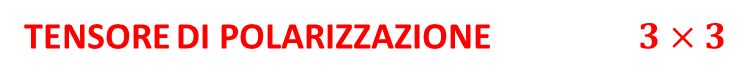 TENSORE DI POLARIZZAZIONE 3 × 3